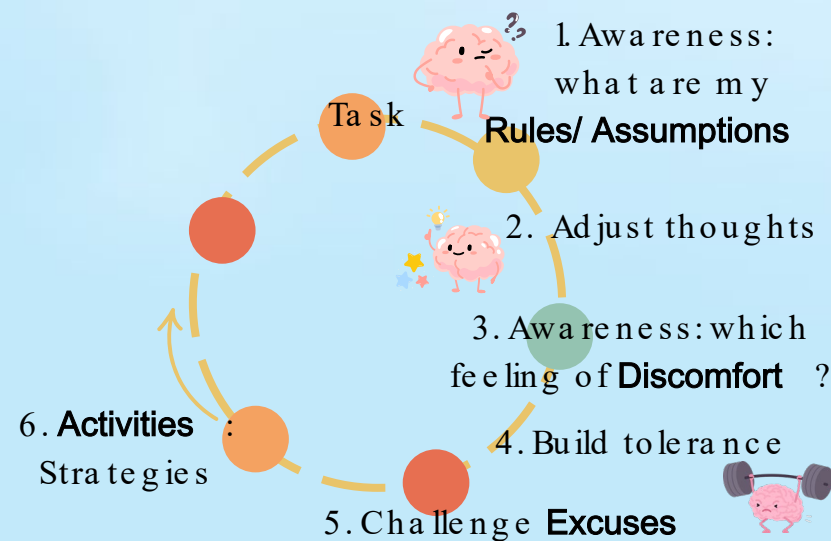 Task
1. Awareness:
what are my
Rules/ Assumptions
2. Adjust thoughts
3. Awareness: which
feeling of Discomfort ?
4. Build tolerance
5. Challenge Excuses
6. Activities :
Strategies